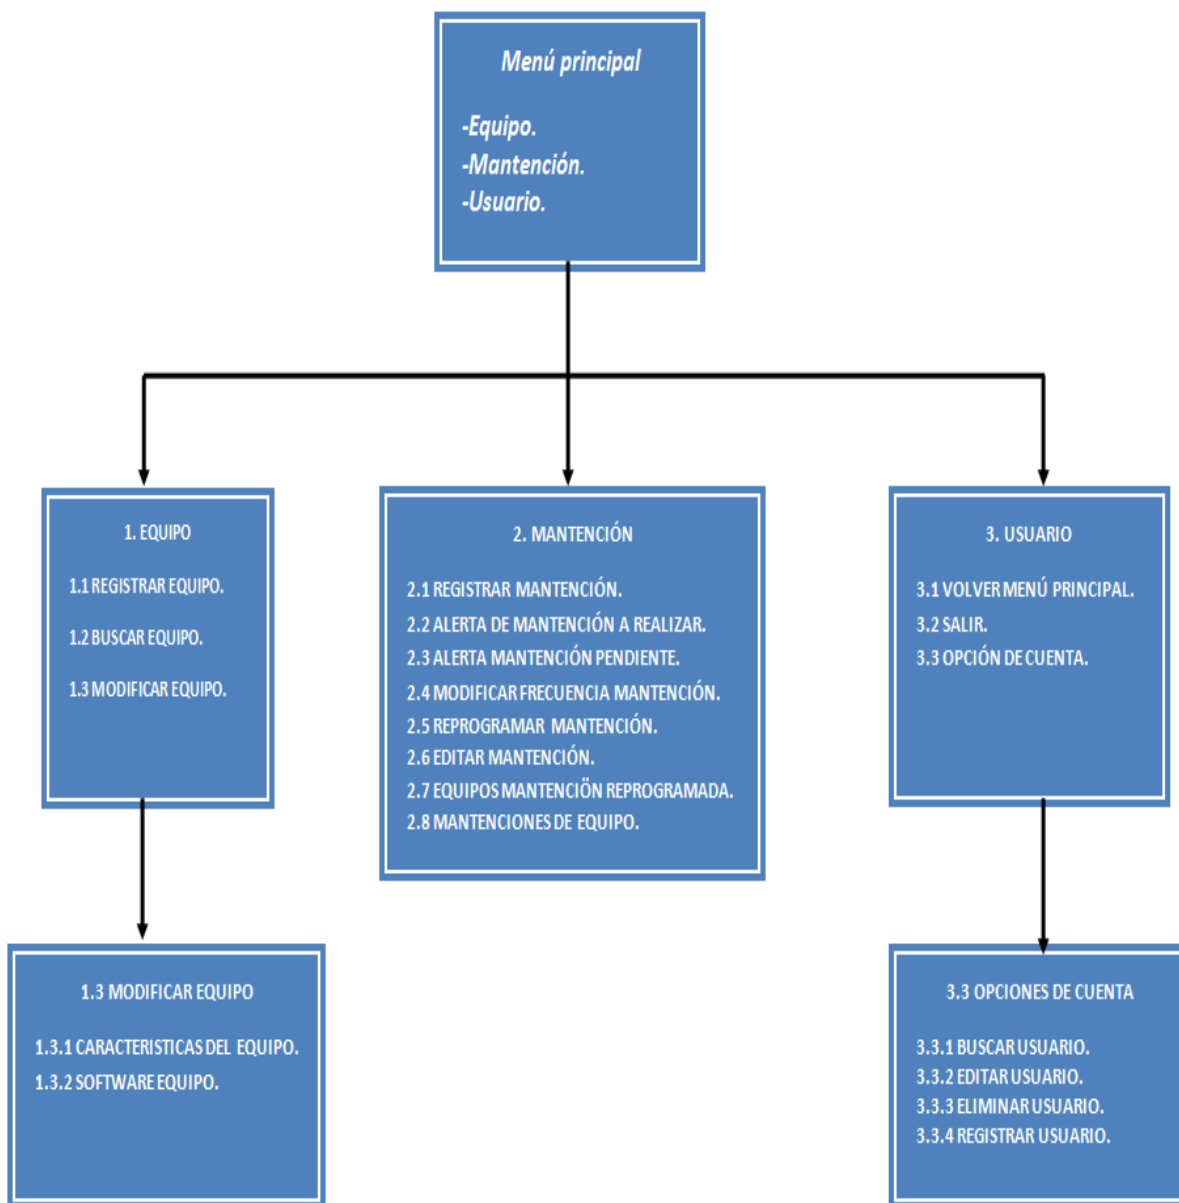 Menú principal
-Equipo.
-Mantención.
-Usuario.
1. EQUIPO
1.1 REGISTRAR EQUIPO.
1.2 BUSCAR EQUIPO.
1.3 MODIFICAR EQUIPO.
2. MANTENCIÓN
2.1 REGISTRAR MANTENCIÓN.
2.2 ALERTA DE MANTENCIÓN A REALIZAR.
2.3 ALERTA MANTENCIÓN PENDIENTE.
2.4 MODIFICAR FRECUENCIA MANTENCIÓN.
2.5 REPROGRAMAR MANTENCIÓN.
2.6 EDITAR MANTENCIÓN.
2.7 EQUIPOS MANTENCIÖN REPROGRAMADA.
2.8 MANTENCIONES DE EQUIPO.
3. USUARIO
3.1 VOLVER MENÚ PRINCIPAL.
3.2 SALIR.
3.3 OPCIÓN DE CUENTA.
1.3 MODIFICAR EQUIPO
1.3.1 CARACTERISTICAS DEL EQUIPO.
1.3.2 SOFTWARE EQUIPO.
3.3 OPCIONES DE CUENTA
3.3.1 BUSCAR USUARIO.
3.3.2 EDITAR USUARIO.
3.3.3 ELIMINAR USUARIO.
3.3.4 REGISTRAR USUARIO.